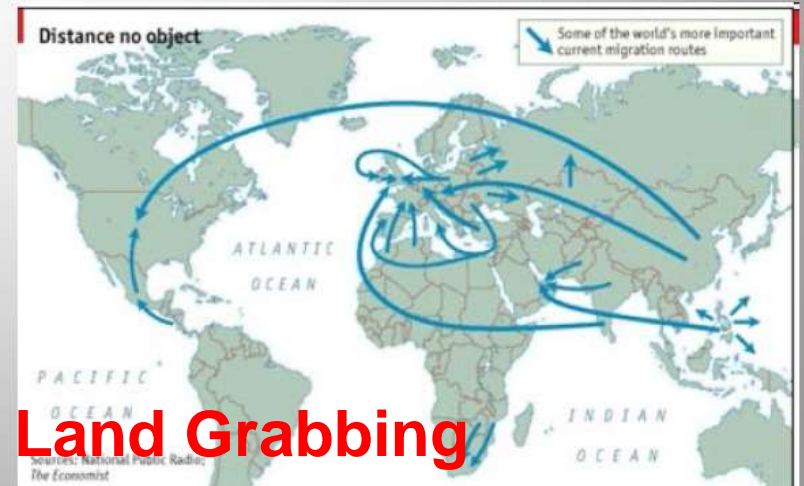 Distance no object
Some of the world's more important
current migration routes
ATLANTIC
OCEAN
PACIFIC
OCEAN
INDIAN
OCEAN
Land Grabbing
Sources: National Public Radio;
The Economist